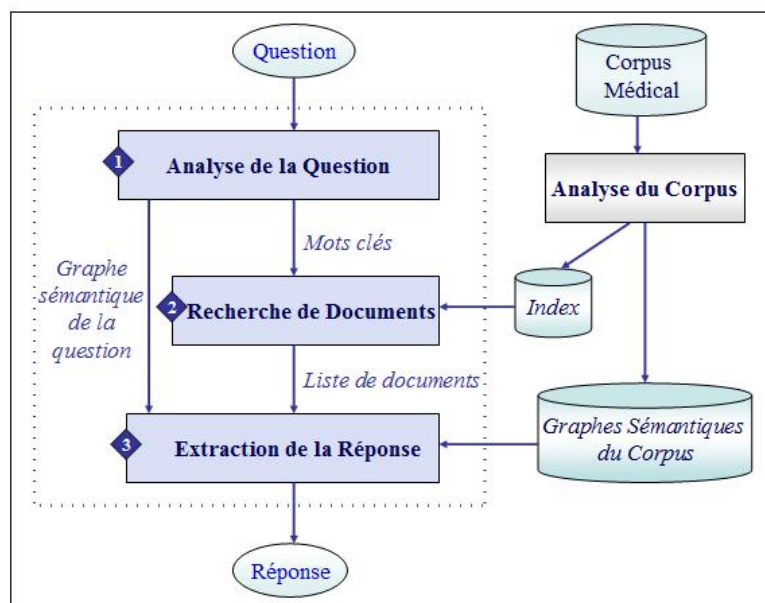 Question
Corpus
Médical
1
Analyse de la Question
Analyse du Corpus
Graphe
sémantique
de la
question
Mots clés
2
Recherche de Documents
Index
Liste de documents
3
Extraction de la Réponse
Graphes Sémantiques
du Corpus
Réponse